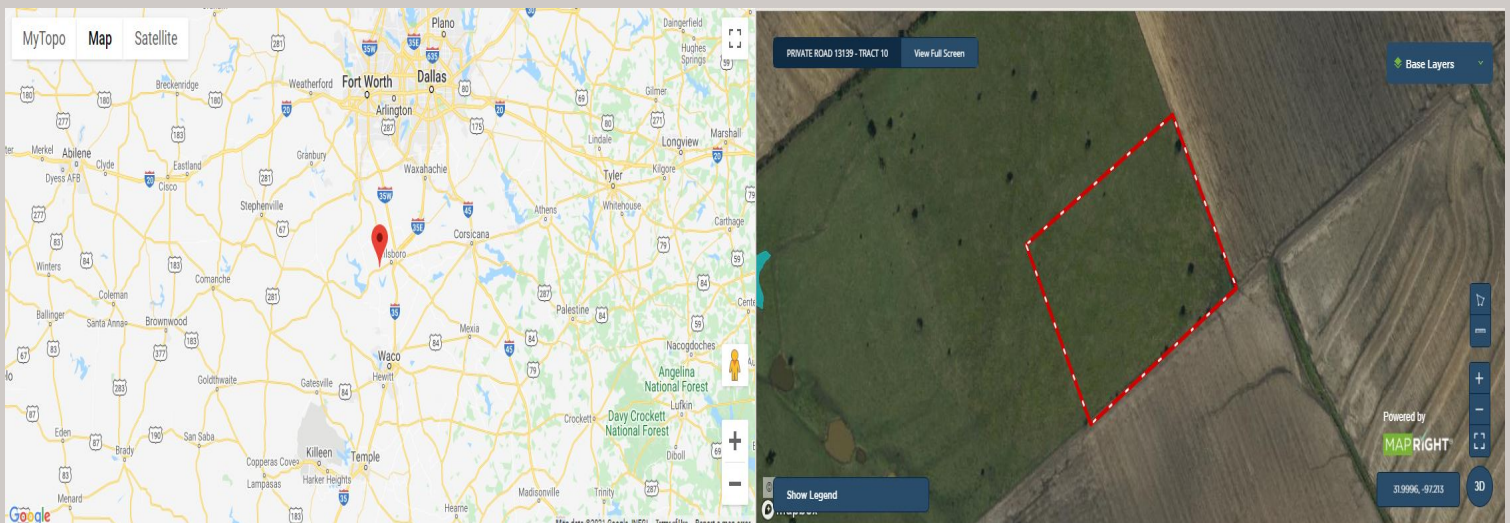 MyTopo Map Satellite
Plano
Daingerfield
Hughes
Springs
Breckenridge
Weatherford
Fort Worth
Dallas
Arlington
Gilmer
Marshall
Lindale
Longview
Merkel
Abilene
Clyde
Dyess AFB
Eastland
Cisco
Granbury
Waxahachie
Tyler
Kilgore
Stephenville
Athens
Whitehouse
Carthage
Corsicana
Winters
Comanche
Coleman
Ballinger
Santa Anna
Brownwood
Palestine
Mexia
Waco
Hewitt
Nacogdoches
Goldthwaite
Gatesville
Angelina
National Forest
Lufkin
Crockett
Davy Crockett
National Forest
Diboll
Eden
Brady
San Saba
Killeen
Temple
Copperas Cove
Harker Heights
Lampasas
Menard
Madisonville
Trinity
Hearne
Google
PRIVATE ROAD 13139 - TRACT 10 View Full Screen
Base Layers
Powered by
MAPRIGHT
31.9996, -97.213
3D
Show Legend